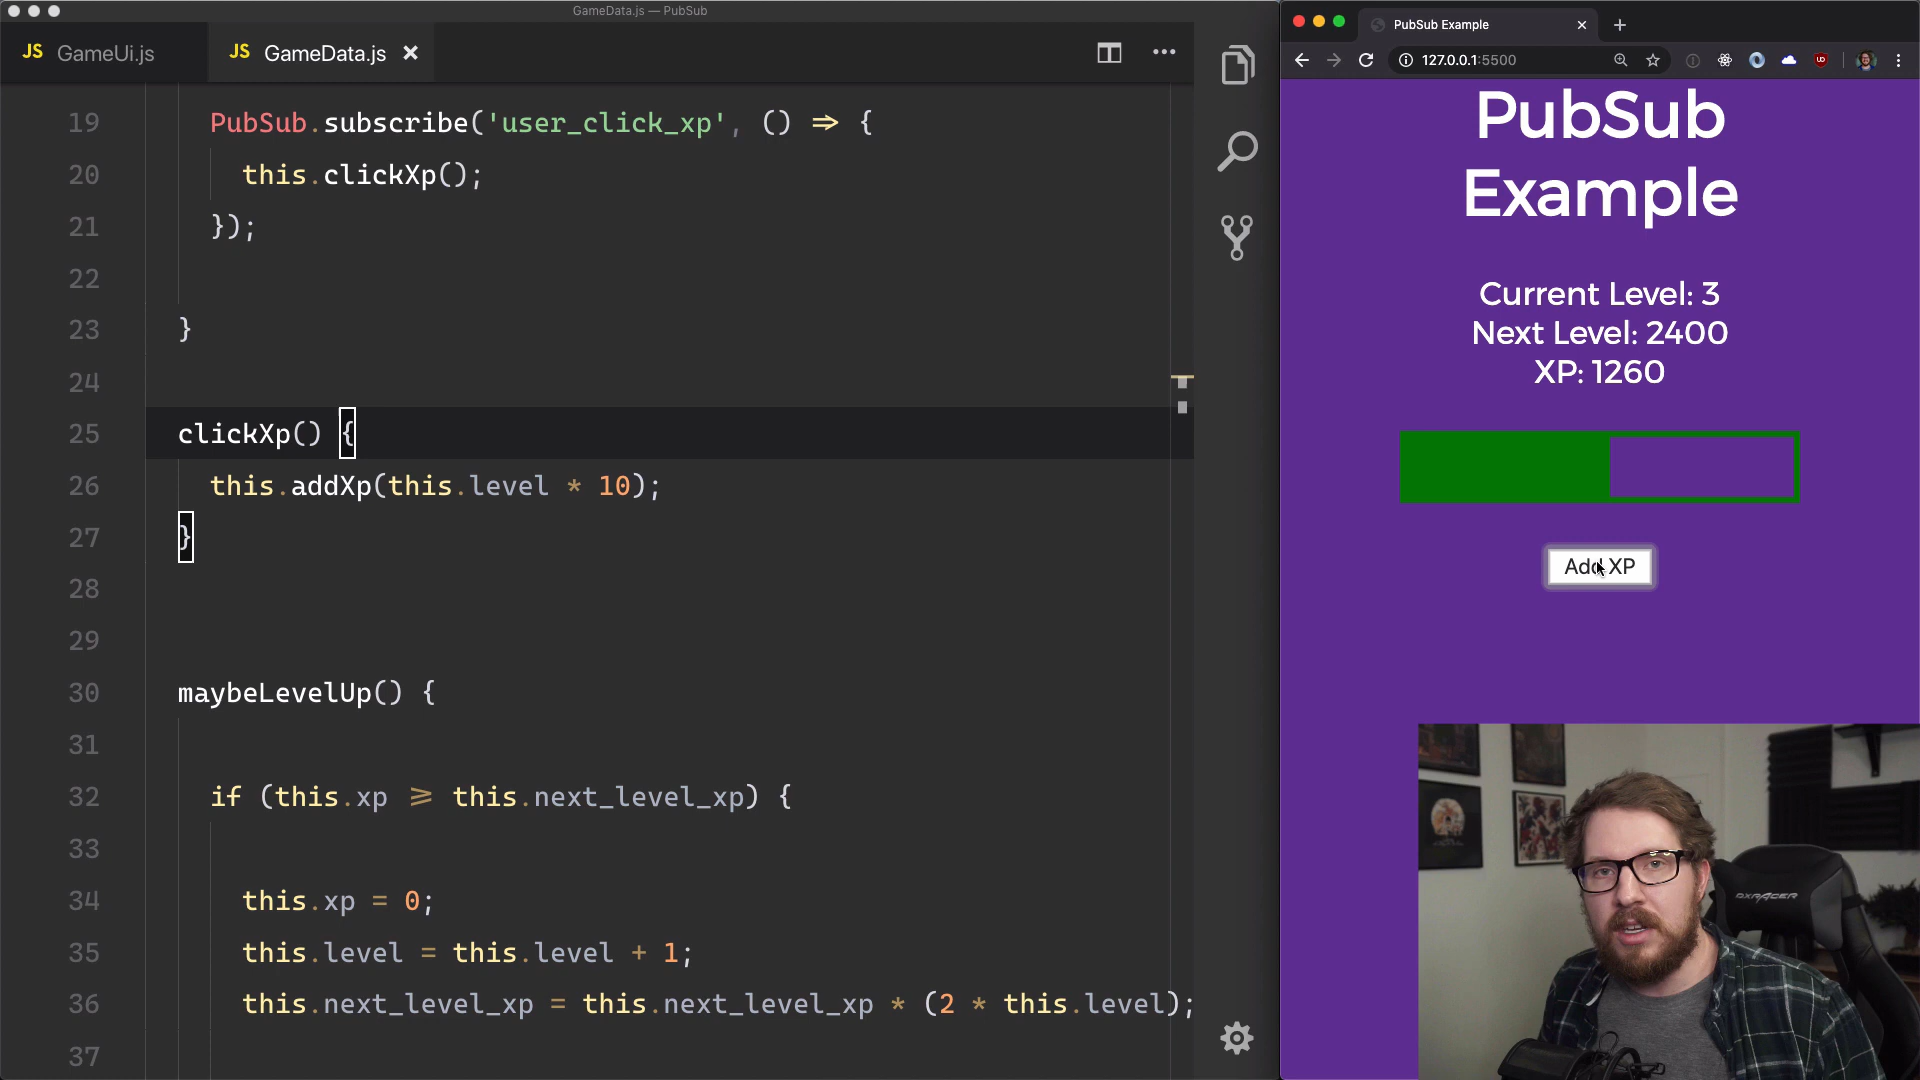 GameData.js — PubSub
JS GameUi.js
JS GameData.js
19 PubSub.subscribe('user_click_xp', () => {
20 this.clickXp();
21 });
22
23 }
24
25 clickXp() {
26 this.addXp(this.level * 10);
27 }
28
29
30 maybeLevelUp() {
31
32 if (this.xp >= this.next_level_xp) {
33
34 this.xp = 0;
35 this.level = this.level + 1;
36 this.next_level_xp = this.next_level_xp * (2 * this.level);
37
PubSub Example
127.0.0.1:5500
PubSub
Example
Current Level: 3
Next Level: 2400
XP: 1260
Add XP
DXRACER